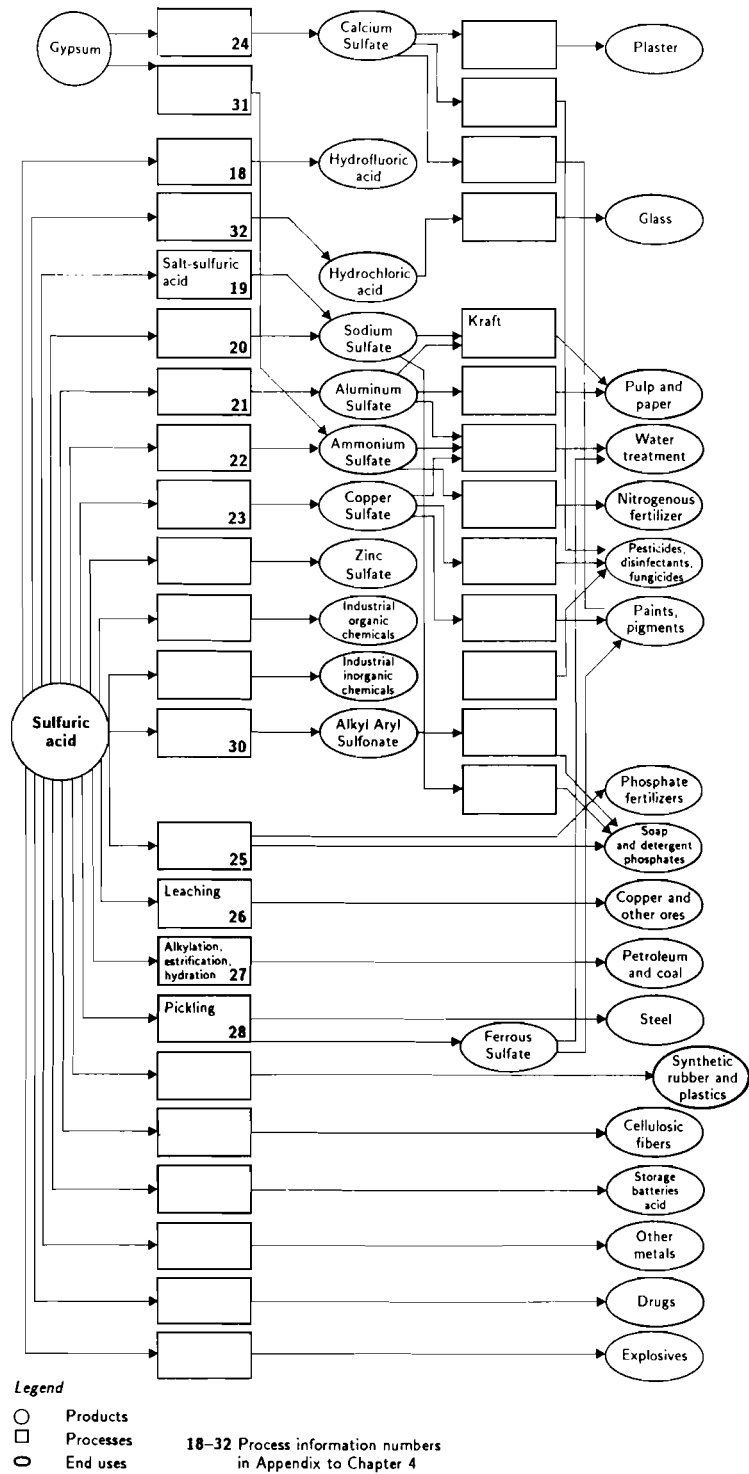 Gypsum
24
Calcium
Sulfate
Plaster
31
18
Hydrofluoric
acid
32
Glass
Salt-sulfuric
acid
19
Hydrochloric
acid
20
Sodium
Sulfate
Kraft
21
Aluminum
Sulfate
Pulp and
paper
22
Ammonium
Sulfate
Water
treatment
23
Copper
Sulfate
Nitrogenous
fertilizer
Zinc
Sulfate
Pesticides,
disinfectants,
fungicides
Industrial
organic
chemicals
Paints,
pigments
Industrial
inorganic
chemicals
Sulfuric
acid
30
Alkyl Aryl
Sulfonate
Phosphate
fertilizers
25
Soap
and detergent
phosphates
Leaching
26
Copper and
other ores
Alkylation,
estrification,
hydration 27
Petroleum
and coal
Pickling
28
Steel
Ferrous
Sulfate
Synthetic
rubber and
plastics
Cellulosic
fibers
Storage
batteries
acid
Other
metals
Drugs
Explosives
Legend
Products
Processes
End uses
18–32 Process information numbers
in Appendix to Chapter 4